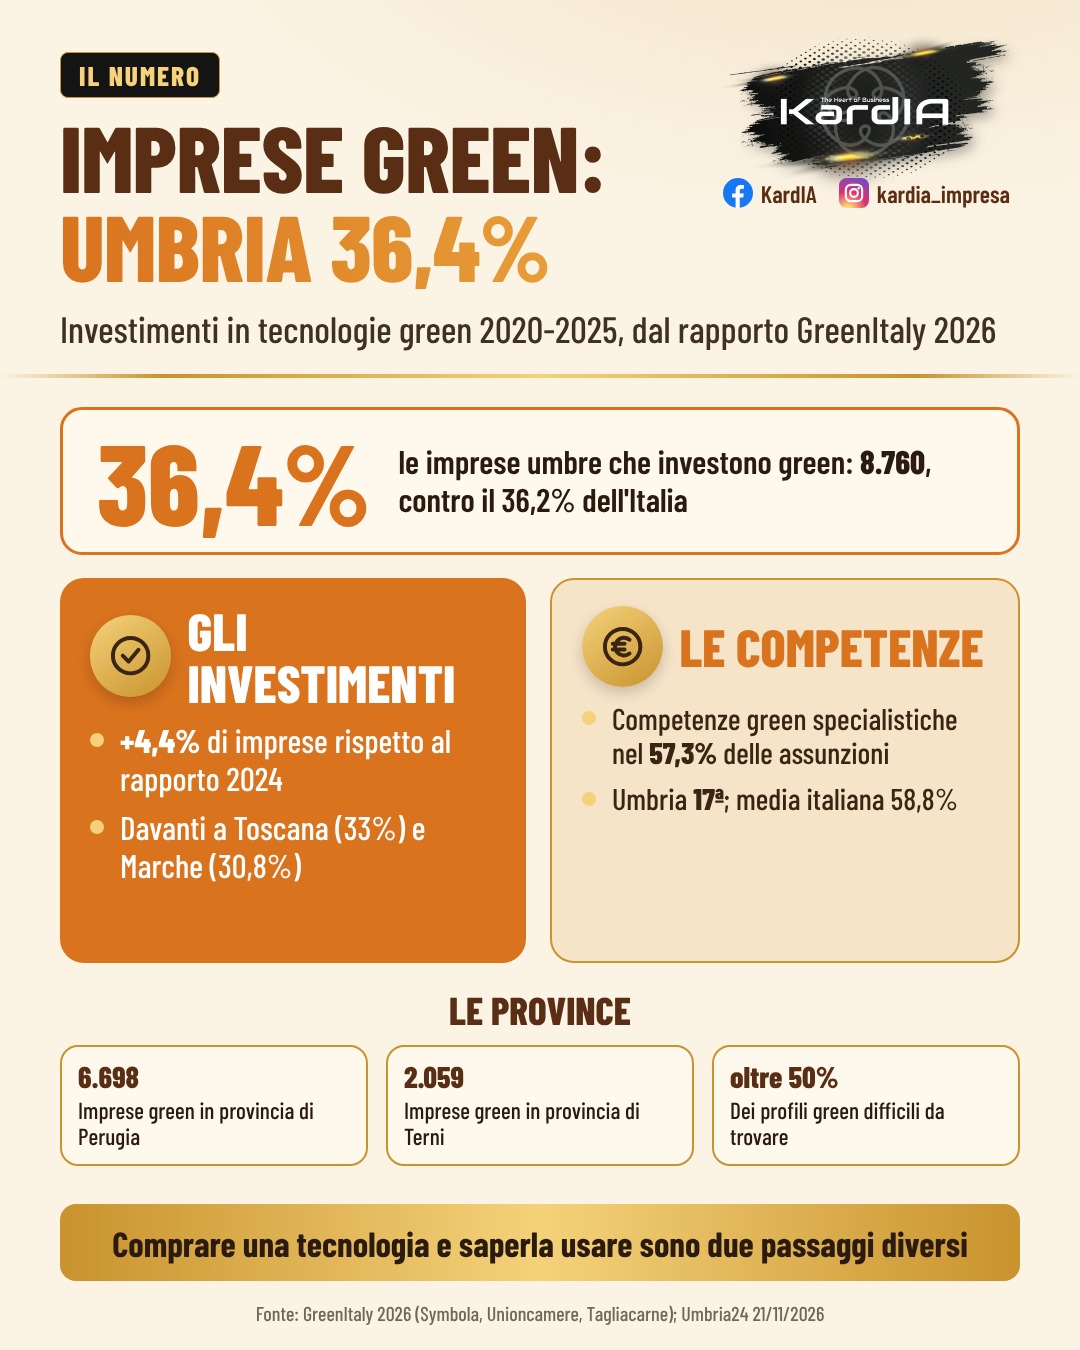 IL NUMERO
The Heart of Business
KardIA
IMPRESE GREEN:
UMBRIA 36,4%
KardIA
kardia_impresa
Investimenti in tecnologie green 2020-2025, dal rapporto GreenItaly 2026
36,4%
le imprese umbre che investono green: 8.760,
contro il 36,2% dell'Italia
GLI
INVESTIMENTI
+4,4% di imprese rispetto al
rapporto 2024
Davanti a Toscana (33%) e
Marche (30,8%)
LE COMPETENZE
Competenze green specialistiche
nel 57,3% delle assunzioni
Umbria 17ª; media italiana 58,8%
LE PROVINCE
6.698
Imprese green in provincia di
Perugia
2.059
Imprese green in provincia di
Terni
oltre 50%
Dei profili green difficili da
trovare
Comprare una tecnologia e saperla usare sono due passaggi diversi
Fonte: GreenItaly 2026 (Symbola, Unioncamere, Tagliacarne); Umbria24 21/11/2026